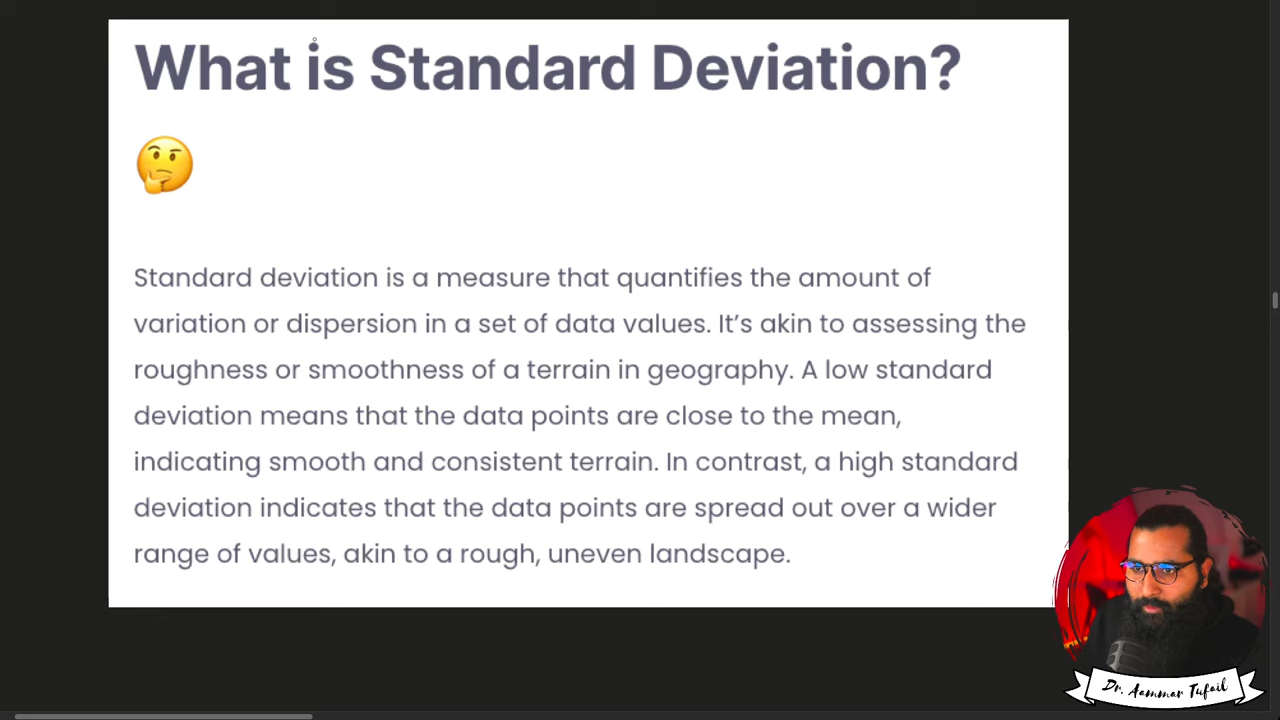 What is Standard Deviation?
🤔
Standard deviation is a measure that quantifies the amount of
variation or dispersion in a set of data values. It’s akin to assessing the
roughness or smoothness of a terrain in geography. A low standard
deviation means that the data points are close to the mean,
indicating smooth and consistent terrain. In contrast, a high standard
deviation indicates that the data points are spread out over a wider
range of values, akin to a rough, uneven landscape.
Dr. Aammar Tufail